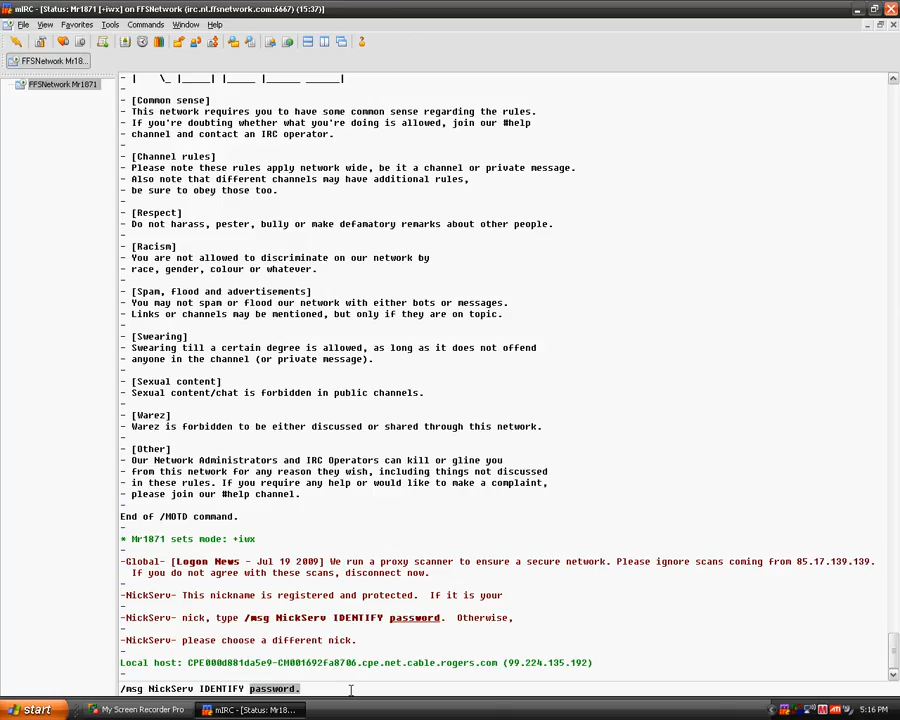 mIRC - [Status: Mr1871 [+iwx] on FFSNetwork (irc.nl.ffsnetwork.com:6667) (15:37)]
File View Favorites Tools Commands Window Help
FFSNetwork Mr18...
FFSNetwork Mr1871
- |    \_ |_____| |_____ |______ ______|
-
- [Common sense]
- This network requires you to have some common sense regarding the rules.
- If you're doubting whether what you're doing is allowed, join our #help
- channel and contact an IRC operator.
-
- [Channel rules]
- Please note these rules apply network wide, be it a channel or private message.
- Also note that different channels may have additional rules,
- be sure to obey those too.
-
- [Respect]
- Do not harass, pester, bully or make defamatory remarks about other people.
-
- [Racism]
- You are not allowed to discriminate on our network by
- race, gender, colour or whatever.
-
- [Spam, flood and advertisements]
- You may not spam or flood our network with either bots or messages.
- Links or channels may be mentioned, but only if they are on topic.
-
- [Swearing]
- Swearing till a certain degree is allowed, as long as it does not offend
- anyone in the channel (or private message).
-
- [Sexual content]
- Sexual content/chat is forbidden in public channels.
-
- [Warez]
- Warez is forbidden to be either discussed or shared through this network.
-
- [Other]
- Our Network Administrators and IRC Operators can kill or gline you
- from this network for any reason they wish, including things not discussed
- in these rules. If you require any help or would like to make a complaint,
- please join our #help channel.
-
End of /MOTD command.
-
* Mr1871 sets mode: +iwx
-
-Global- [Logon News - Jul 19 2009] We run a proxy scanner to ensure a secure network. Please ignore scans coming from 85.17.139.139.
If you do not agree with these scans, disconnect now.
-
-NickServ- This nickname is registered and protected.  If it is your
-
-NickServ- nick, type /msg NickServ IDENTIFY password.  Otherwise,
-
-NickServ- please choose a different nick.
-
Local host: CPE000d881da5e9-CM001692fa8706.cpe.net.cable.rogers.com (99.224.135.192)
-
/msg NickServ IDENTIFY password.
start My Screen Recorder Pro mIRC - [Status: Mr18... 5:16 PM